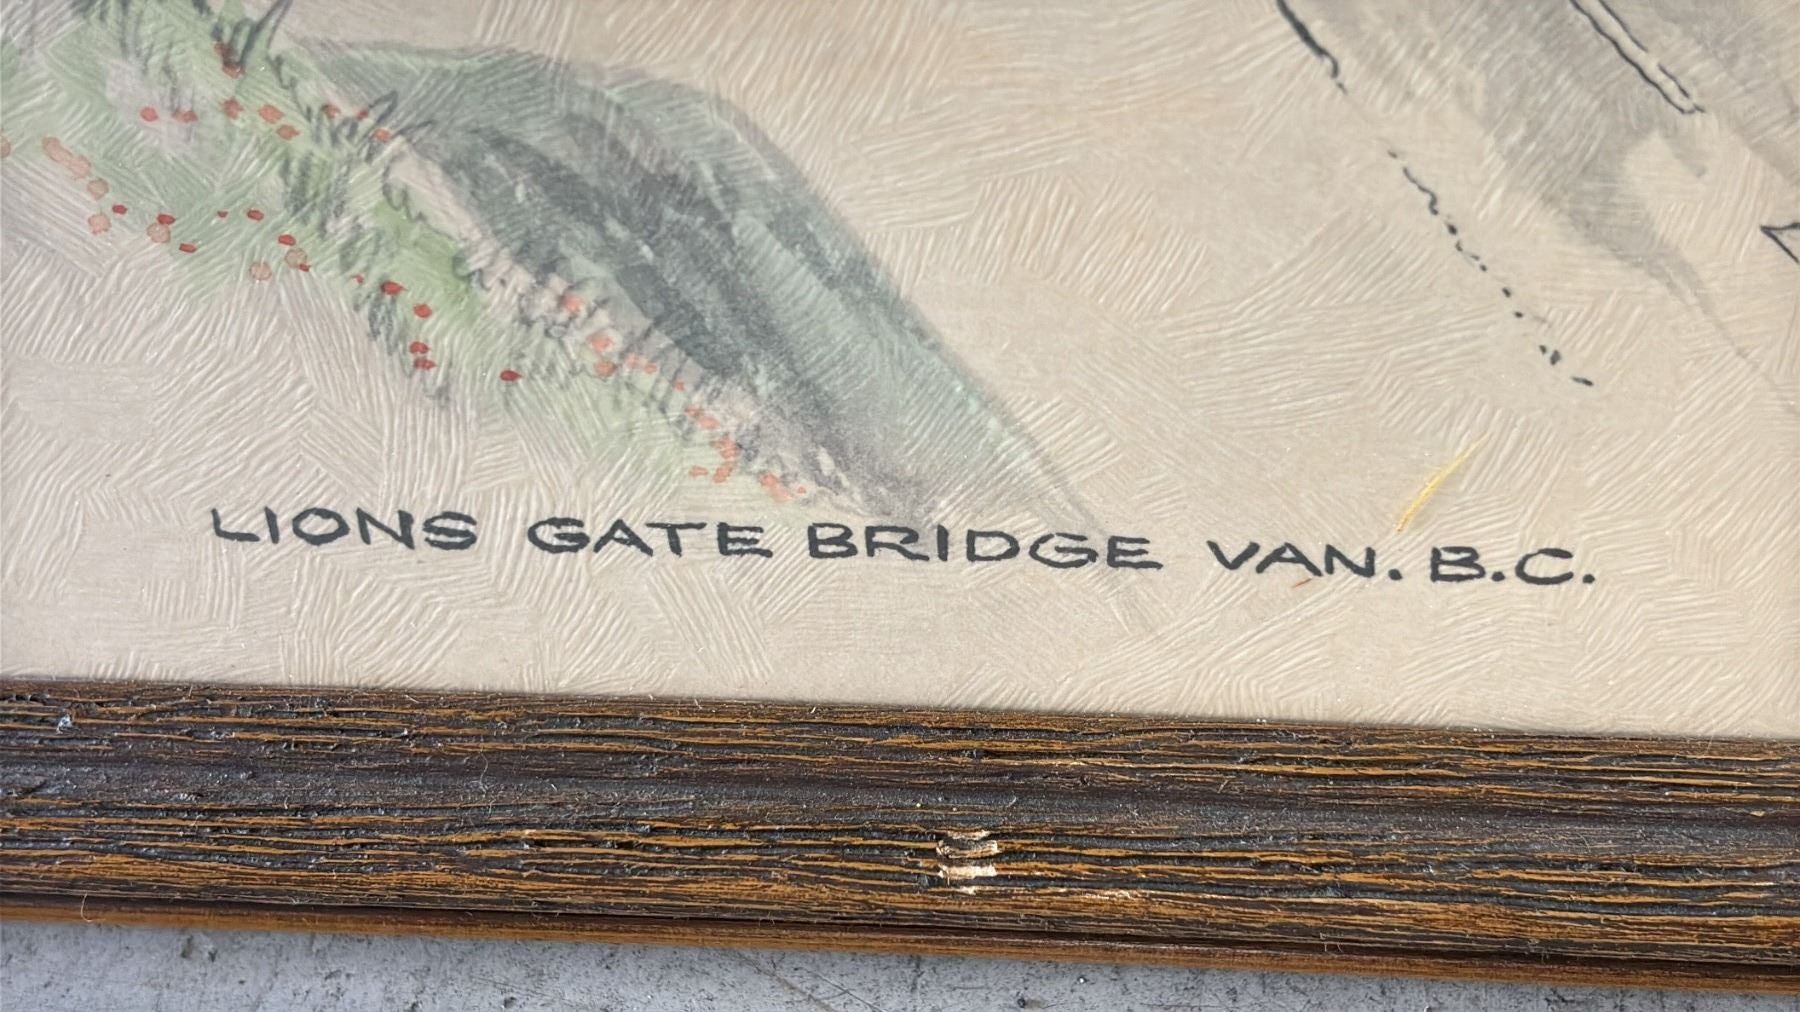 LIONS GATE BRIDGE VAN. B.C.